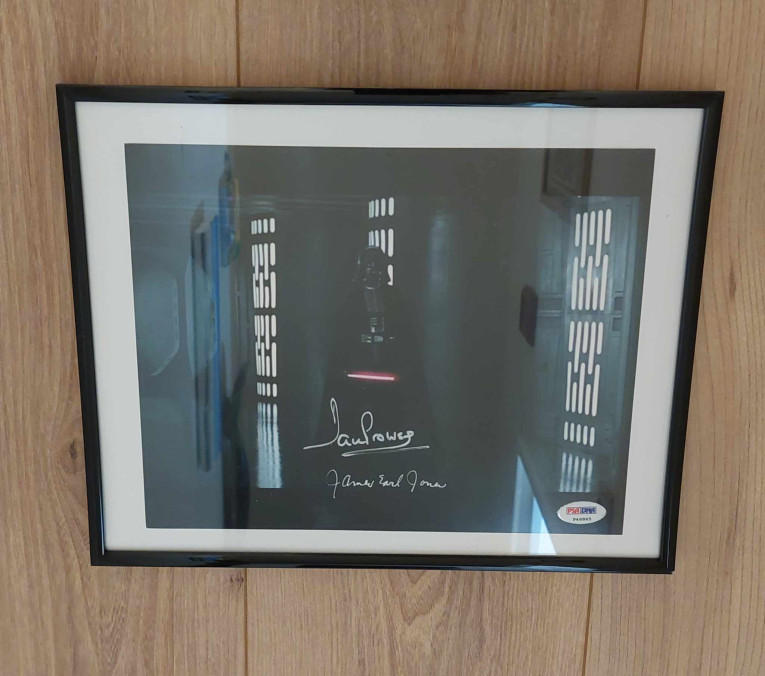 Dave Prowse
James Earl Jones
PSA DNA